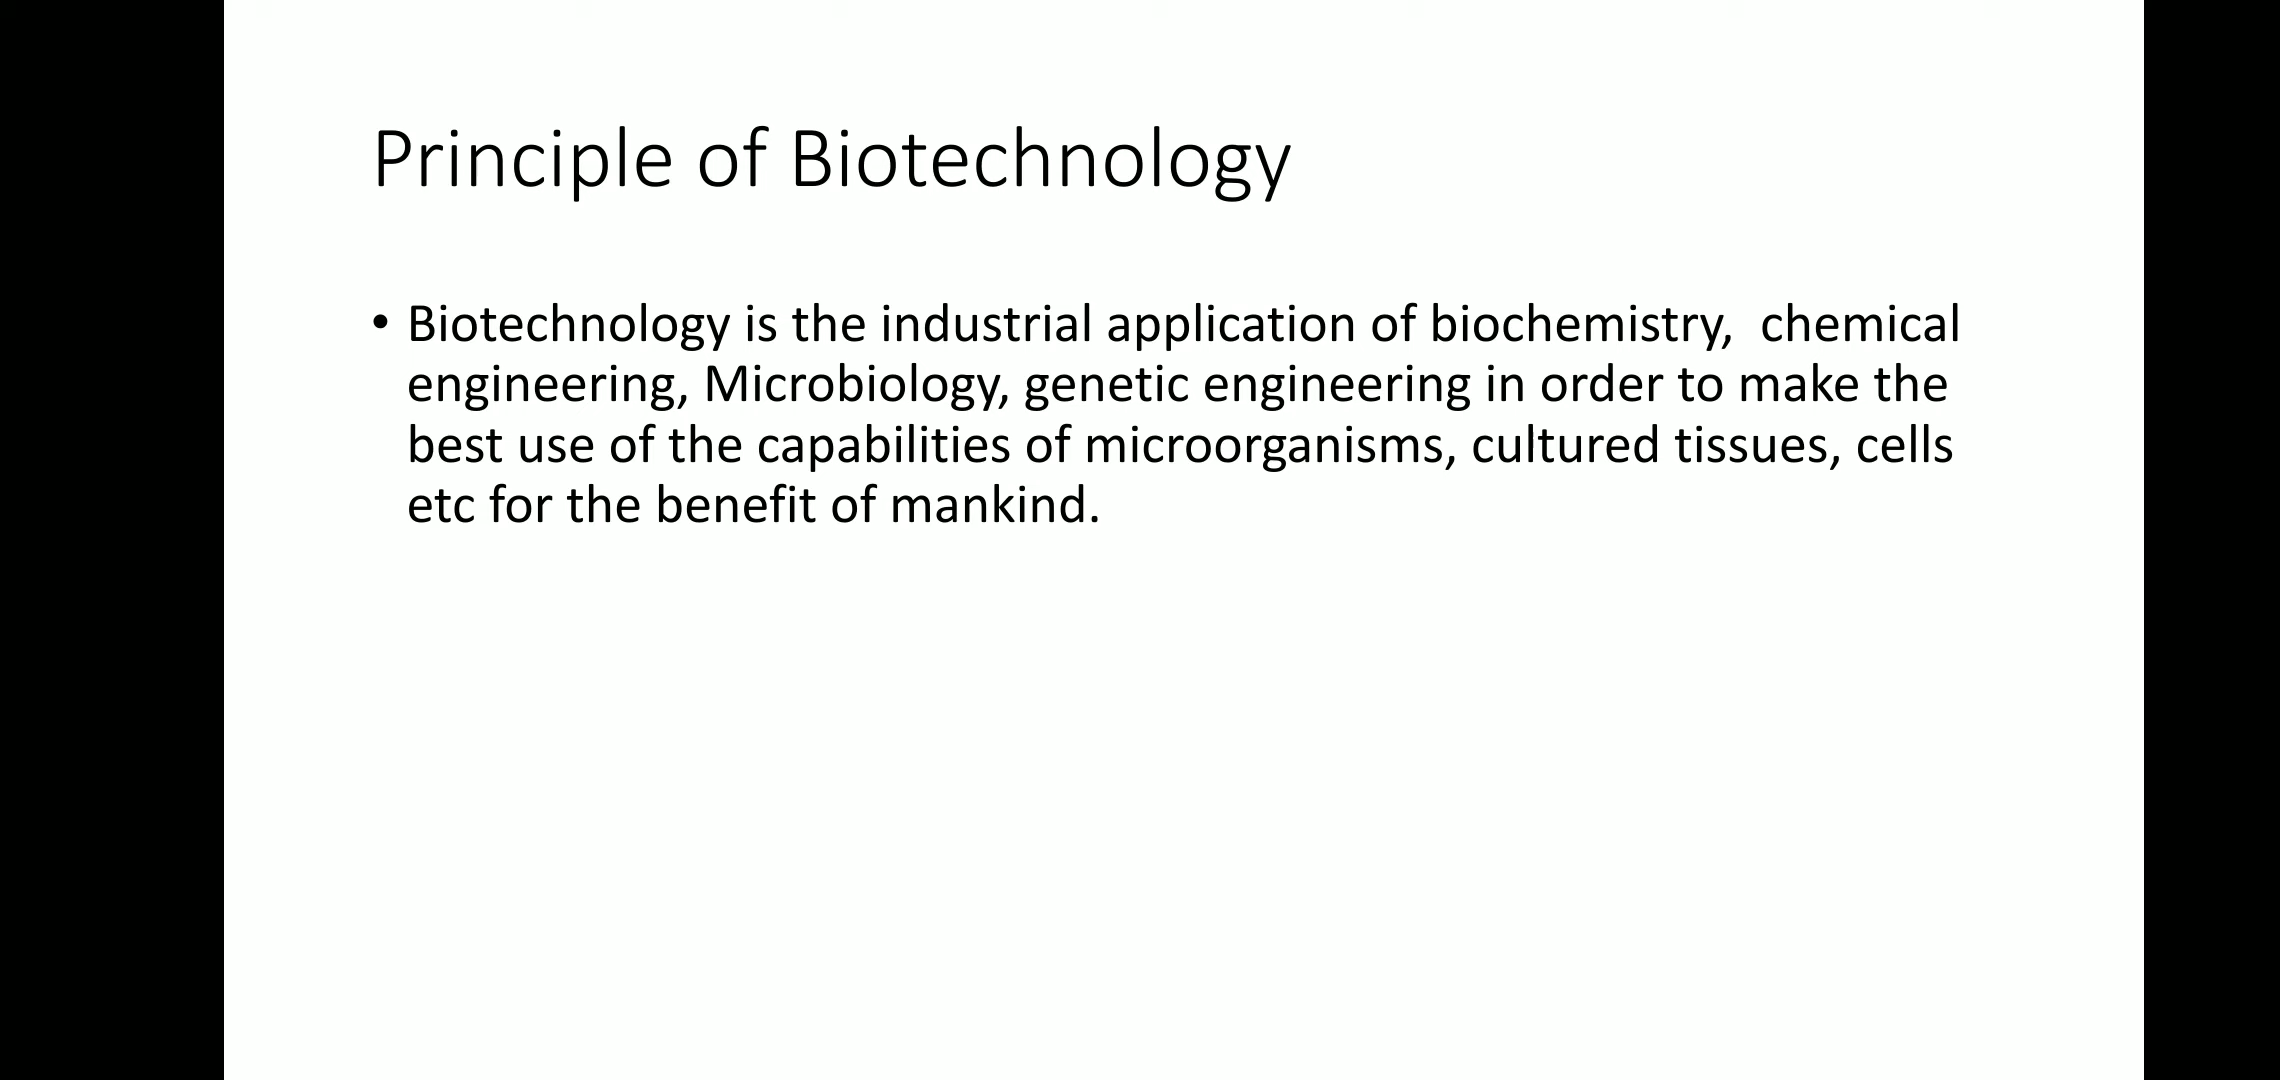 Principle of Biotechnology
• Biotechnology is the industrial application of biochemistry,  chemical
engineering, Microbiology, genetic engineering in order to make the
best use of the capabilities of microorganisms, cultured tissues, cells
etc for the benefit of mankind.